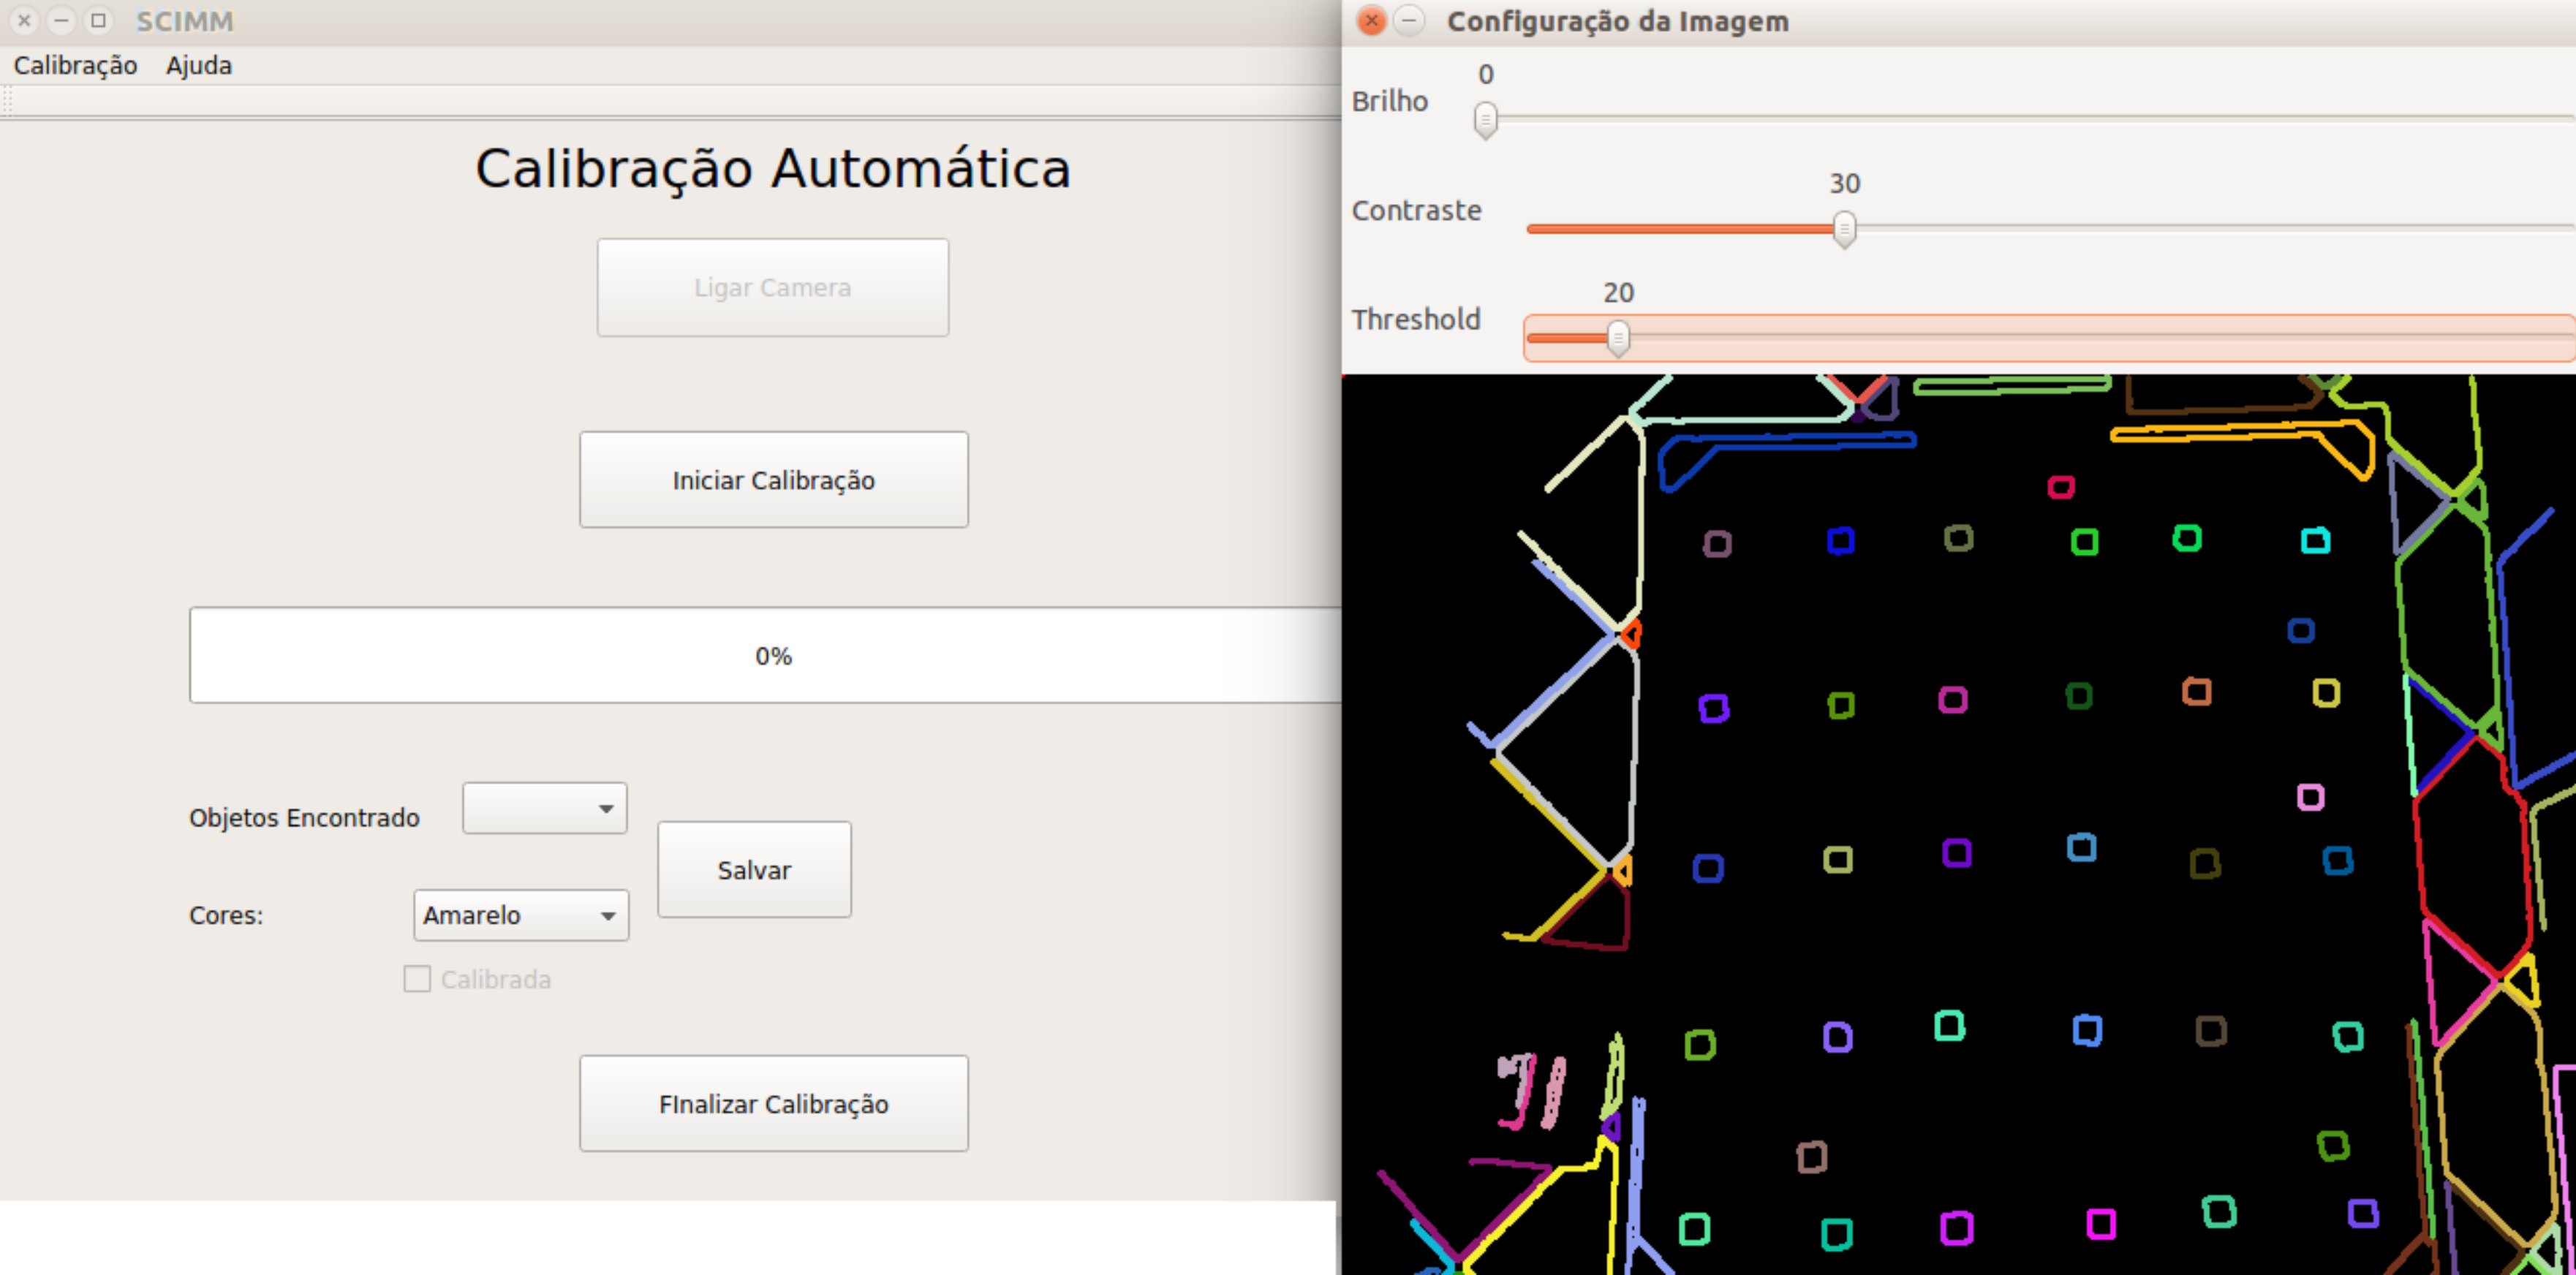 SCIMM
Calibração Ajuda
Calibração Automática
Ligar Camera
Iniciar Calibração
0%
Objetos Encontrado
Salvar
Cores: Amarelo
Calibrada
FInalizar Calibração
Configuração da Imagem
0
Brilho
30
Contraste
20
Threshold